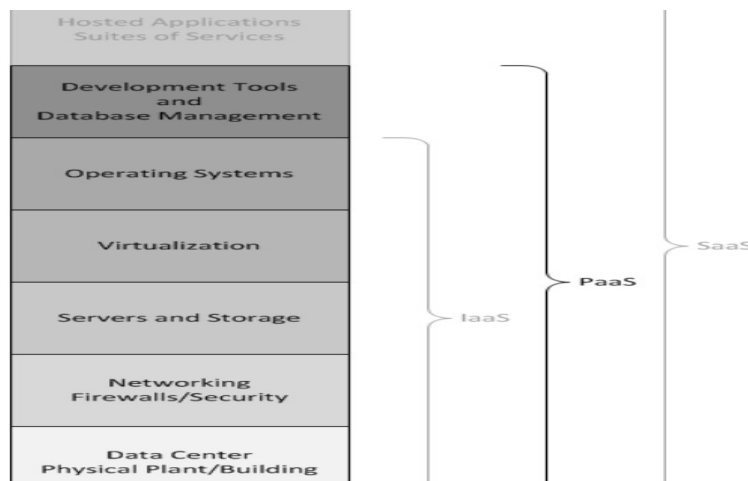 Hosted Applications
Suites of Services
Development Tools
and
Database Management
Operating Systems
Virtualization
Servers and Storage
Networking
Firewalls/Security
Data Center
Physical Plant/Building
IaaS
PaaS
SaaS